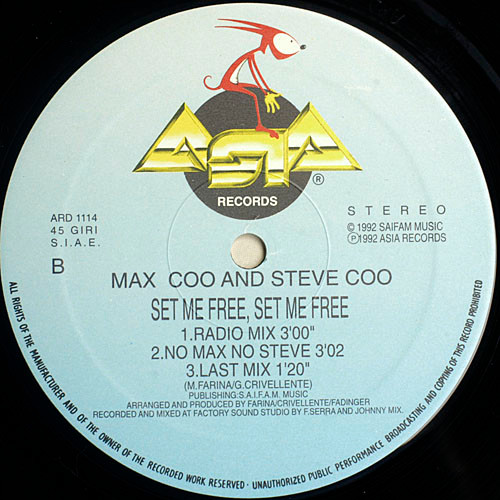 ASIA
®
RECORDS
ARD 1114
45 GIRI
S.I.A.E.
STEREO
©1992 SAIFAM MUSIC
℗1992 ASIA RECORDS
B
MAX COO AND STEVE COO
SET ME FREE, SET ME FREE
1.RADIO MIX 3'00"
2.NO MAX NO STEVE 3'02
3.LAST MIX 1'20"
(M.FARINA/G.CRIVELLENTE)
PUBLISHING:S.A.I.F.A.M. MUSIC
ARRANGED AND PRODUCED BY FARINA/CRIVELLENTE/FADINGER
RECORDED AND MIXED AT FACTORY SOUND STUDIO BY F.SERRA AND JOHNNY MIX.
ALL RIGHTS OF THE MANUFACTURER AND OF THE OWNER OF THE RECORDED WORK RESERVED · UNAUTHORIZED PUBLIC PERFORMANCE BROADCASTING AND COPYING OF THIS RECORD PROHIBITED